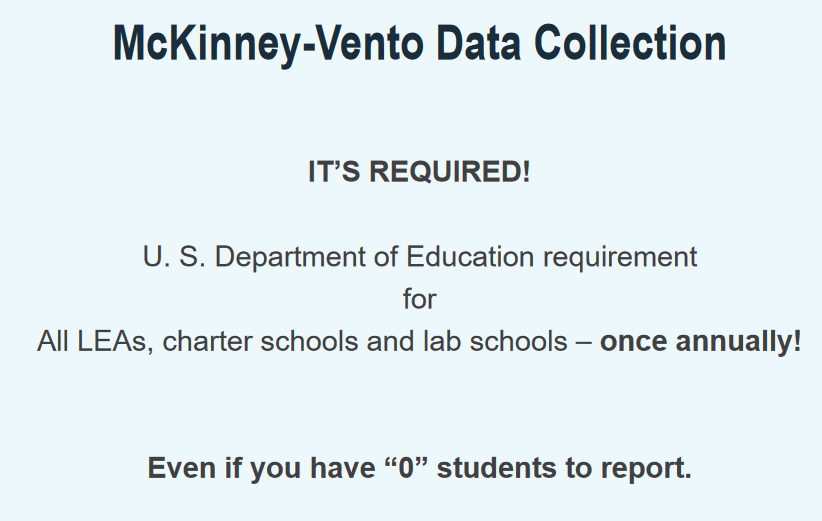 McKinney-Vento Data Collection
IT’S REQUIRED!
U. S. Department of Education requirement
for
All LEAs, charter schools and lab schools – once annually!
Even if you have “0” students to report.